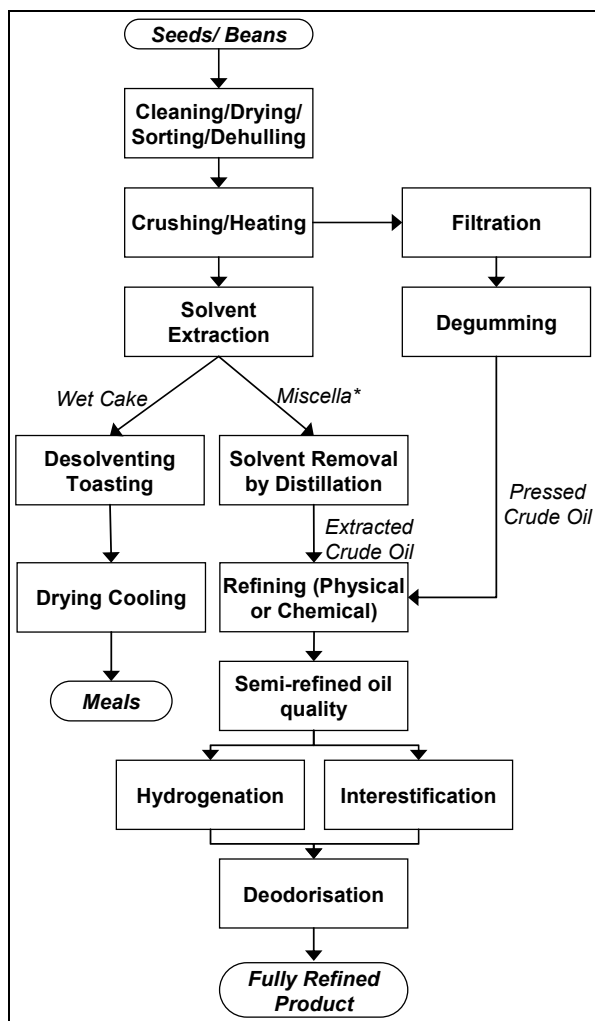 Seeds/ Beans
Cleaning/Drying/
Sorting/Dehulling
Crushing/Heating
Filtration
Solvent
Extraction
Degumming
Wet Cake
Miscella*
Desolventing
Toasting
Solvent Removal
by Distillation
Pressed
Crude Oil
Extracted
Crude Oil
Drying Cooling
Refining (Physical
or Chemical)
Meals
Semi-refined oil
quality
Hydrogenation
Interestification
Deodorisation
Fully Refined
Product